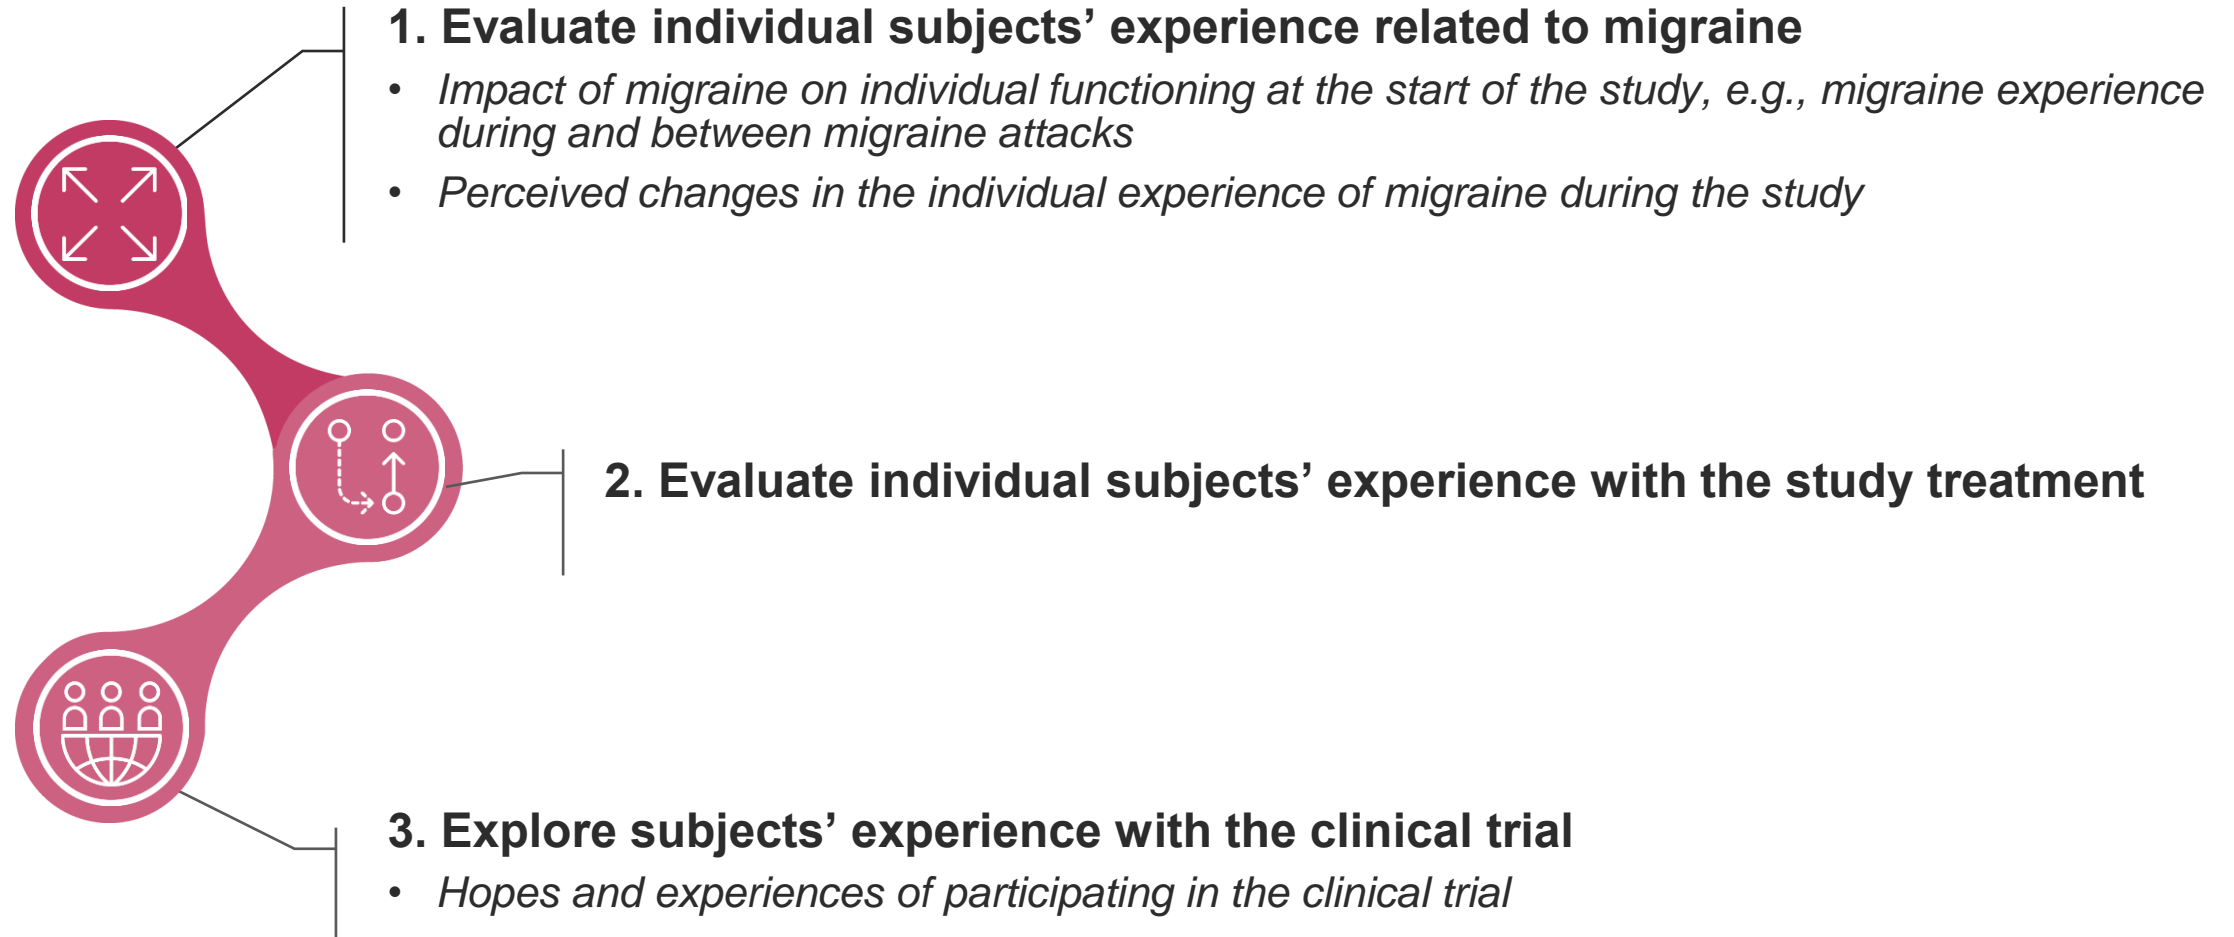 1. Evaluate individual subjects’ experience related to migraine
• Impact of migraine on individual functioning at the start of the study, e.g., migraine experience
during and between migraine attacks
• Perceived changes in the individual experience of migraine during the study
2. Evaluate individual subjects’ experience with the study treatment
3. Explore subjects’ experience with the clinical trial
• Hopes and experiences of participating in the clinical trial